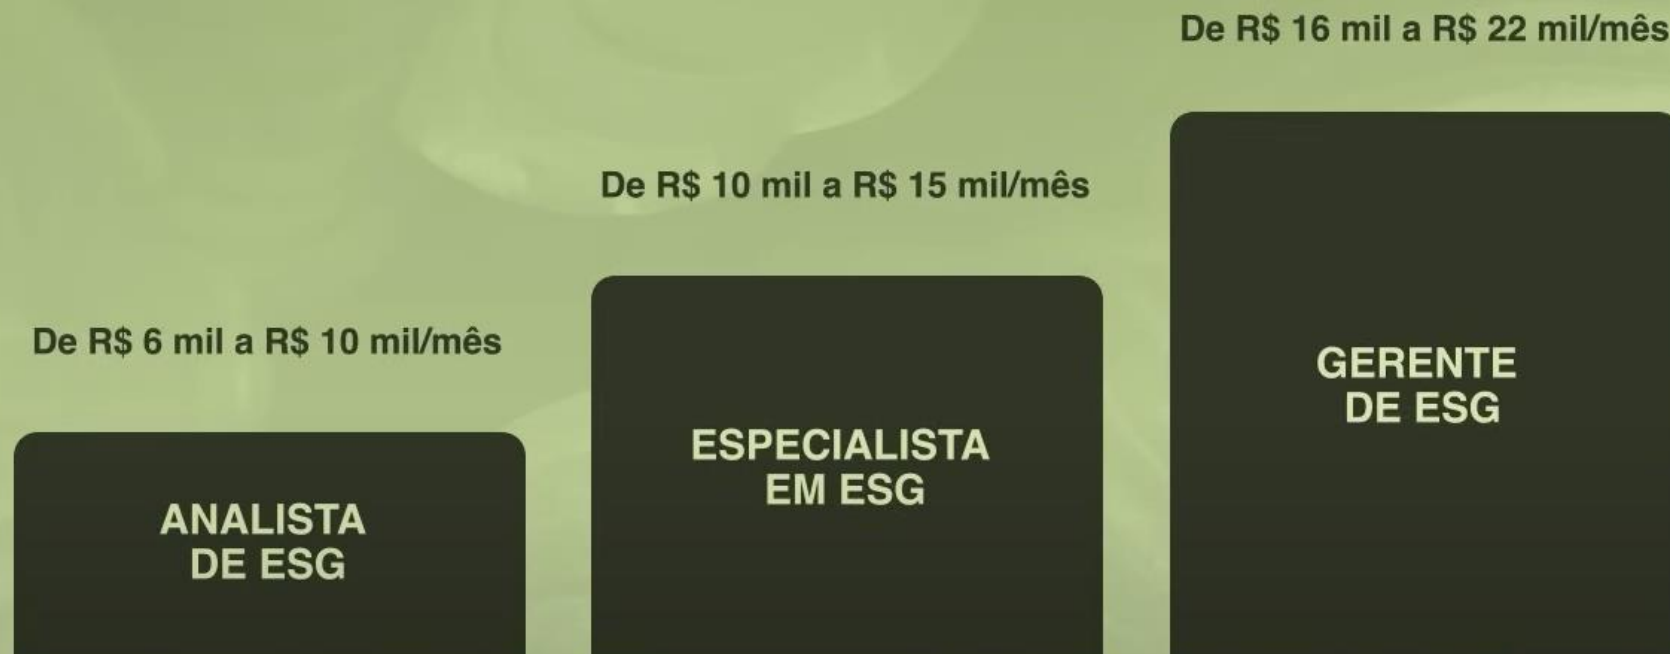 De R$ 6 mil a R$ 10 mil/mês
ANALISTA
DE ESG
De R$ 10 mil a R$ 15 mil/mês
ESPECIALISTA
EM ESG
De R$ 16 mil a R$ 22 mil/mês
GERENTE
DE ESG